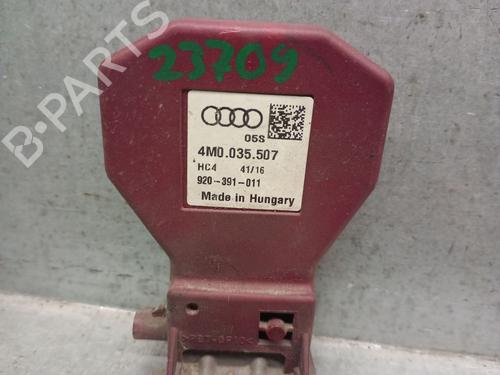 23709
05S
4M0.035.507
HC4 41/16
920-391-011
Made in Hungary
B-PARTS